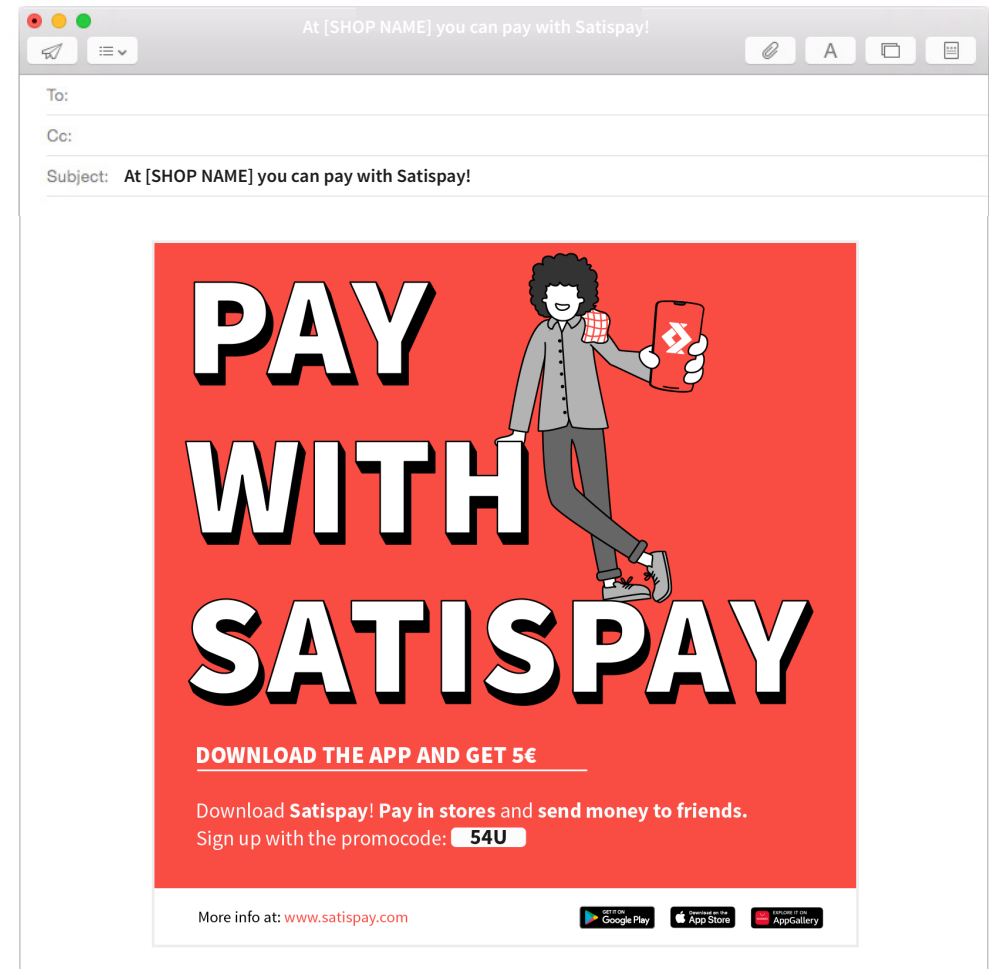 At [SHOP NAME] you can pay with Satispay!
A
To:
Cc:
Subject: At [SHOP NAME] you can pay with Satispay!
PAY
WITH
SATISPAY
DOWNLOAD THE APP AND GET 5€
Download Satispay! Pay in stores and send money to friends.
Sign up with the promocode: 54U
More info at: www.satispay.com
GET IT ON
Google Play
Download on the
App Store
EXPLORE IT ON
AppGallery